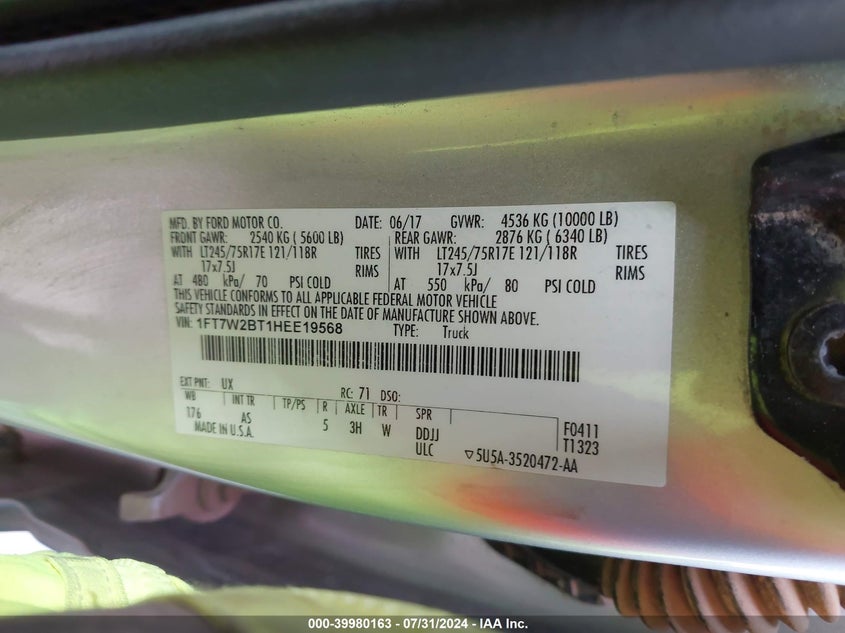 MFD. BY FORD MOTOR CO. DATE: 06/17 GVWR: 4536 KG (10000 LB)
FRONT GAWR: 2540 KG ( 5600 LB) REAR GAWR: 2876 KG ( 6340 LB)
WITH LT245/75R17E 121/118R TIRES WITH LT245/75R17E 121/118R TIRES
17x7.5J RIMS 17x7.5J RIMS
AT 480 kPa/ 70 PSI COLD AT 550 kPa/ 80 PSI COLD
THIS VEHICLE CONFORMS TO ALL APPLICABLE FEDERAL MOTOR VEHICLE
SAFETY STANDARDS IN EFFECT ON THE DATE OF MANUFACTURE SHOWN ABOVE.
VIN: 1FT7W2BT1HEE19568 TYPE: Truck
EXT PNT: UX RC: 71 DSO:
WB INT TR TP/PS R AXLE TR SPR
176 AS 5 3H W DDJJ F0411
MADE IN U.S.A. ULC T1323
▽5U5A-3520472-AA
000-39980163 - 07/31/2024 - IAA Inc.